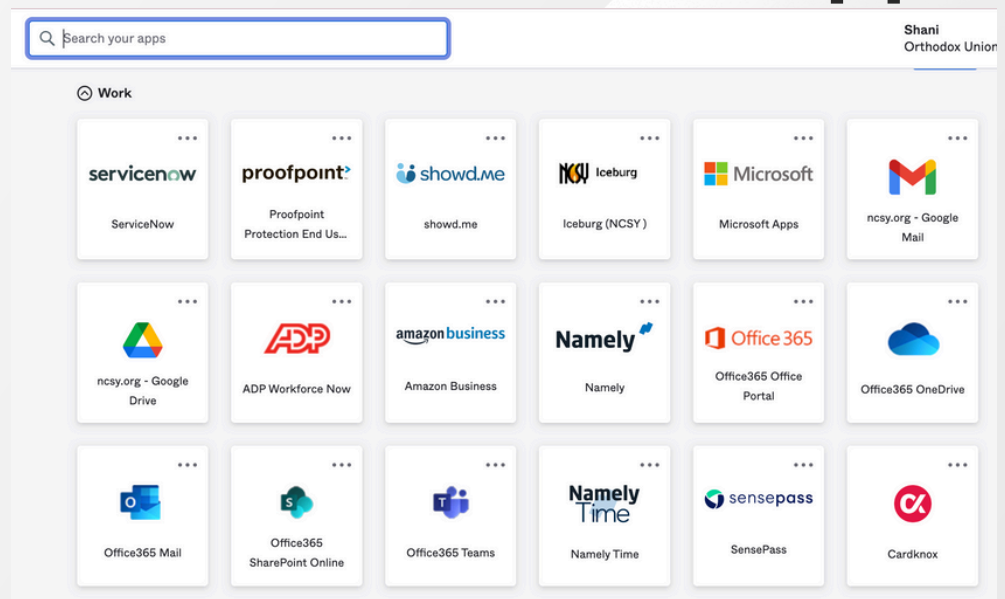 Search your apps
Shani
Orthodox Union
Work
servicenow
proofpoint
showd.me
NCSY Iceburg
Microsoft
ServiceNow
Proofpoint
Protection End Us...
showd.me
Iceburg (NCSY )
Microsoft Apps
ncsy.org - Google
Mail
ADP
amazon business
Namely
Office 365
ncsy.org - Google
Drive
ADP Workforce Now
Amazon Business
Namely
Office365 Office
Portal
Office365 OneDrive
O
S
T
Namely
Time
sensepass
Office365 Mail
Office365
SharePoint Online
Office365 Teams
Namely Time
SensePass
Cardknox